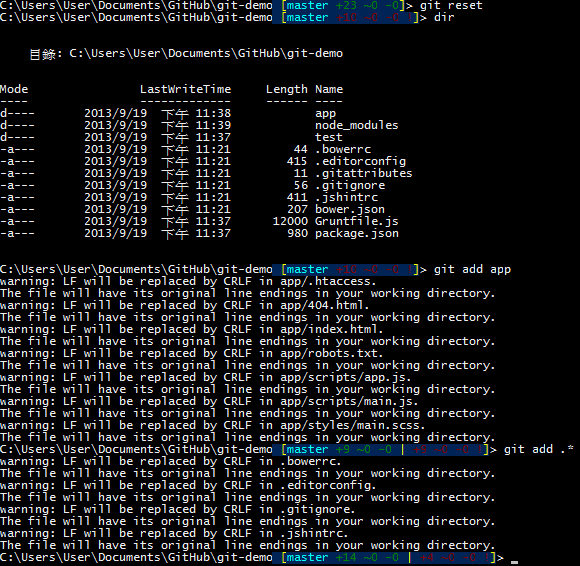 C:\Users\User\Documents\GitHub\git-demo [master +23 ~0 -0]> git reset
C:\Users\User\Documents\GitHub\git-demo [master +10 ~0 -0 !]> dir
目錄: C:\Users\User\Documents\GitHub\git-demo
Mode LastWriteTime Length Name
---- ------------- ------ ----
d---- 2013/9/19 下午 11:38 app
d---- 2013/9/19 下午 11:39 node_modules
d---- 2013/9/19 下午 11:37 test
-a--- 2013/9/19 下午 11:21 44 .bowerrc
-a--- 2013/9/19 下午 11:21 415 .editorconfig
-a--- 2013/9/19 下午 11:21 11 .gitattributes
-a--- 2013/9/19 下午 11:21 56 .gitignore
-a--- 2013/9/19 下午 11:21 411 .jshintrc
-a--- 2013/9/19 下午 11:21 207 bower.json
-a--- 2013/9/19 下午 11:37 12000 Gruntfile.js
-a--- 2013/9/19 下午 11:37 980 package.json
C:\Users\User\Documents\GitHub\git-demo [master +10 ~0 -0 !]> git add app
warning: LF will be replaced by CRLF in app/.htaccess.
The file will have its original line endings in your working directory.
warning: LF will be replaced by CRLF in app/404.html.
The file will have its original line endings in your working directory.
warning: LF will be replaced by CRLF in app/index.html.
The file will have its original line endings in your working directory.
warning: LF will be replaced by CRLF in app/robots.txt.
The file will have its original line endings in your working directory.
warning: LF will be replaced by CRLF in app/scripts/app.js.
The file will have its original line endings in your working directory.
warning: LF will be replaced by CRLF in app/scripts/main.js.
The file will have its original line endings in your working directory.
warning: LF will be replaced by CRLF in app/styles/main.scss.
The file will have its original line endings in your working directory.
C:\Users\User\Documents\GitHub\git-demo [master +9 ~0 -0 | +9 ~0 -0 !]> git add .*
warning: LF will be replaced by CRLF in .bowerrc.
The file will have its original line endings in your working directory.
warning: LF will be replaced by CRLF in .editorconfig.
The file will have its original line endings in your working directory.
warning: LF will be replaced by CRLF in .gitignore.
The file will have its original line endings in your working directory.
warning: LF will be replaced by CRLF in .jshintrc.
The file will have its original line endings in your working directory.
C:\Users\User\Documents\GitHub\git-demo [master +14 ~0 -0 | +4 ~0 -0 !]> _